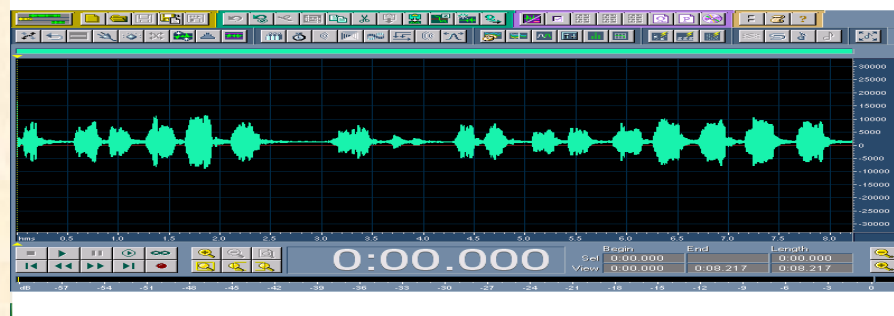 F ?
30000
25000
20000
15000
10000
5000
0
-5000
-10000
-15000
-20000
-25000
-30000
hms 0.5 1.0 1.5 2.0 2.5 3.0 3.5 4.0 4.5 5.0 5.5 6.0 6.5 7.0 7.5 8.0
0:00.000
Begin End Length
Sel 0:00.000 0:00.000
View 0:00.000 0:08.217 0:08.217
dB -57 -54 -51 -48 -45 -42 -39 -36 -33 -30 -27 -24 -21 -18 -15 -12 -9 -6 -3 0